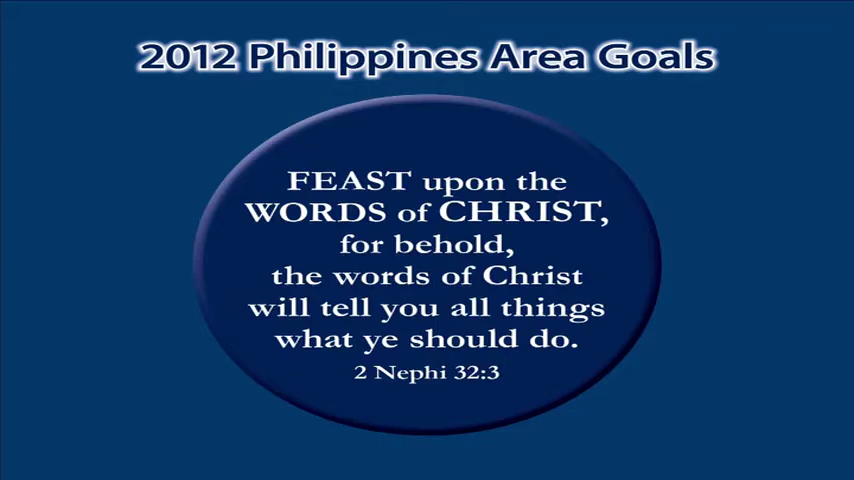 2012 Philippines Area Goals
FEAST upon the
WORDS of CHRIST,
for behold,
the words of Christ
will tell you all things
what ye should do.
2 Nephi 32:3